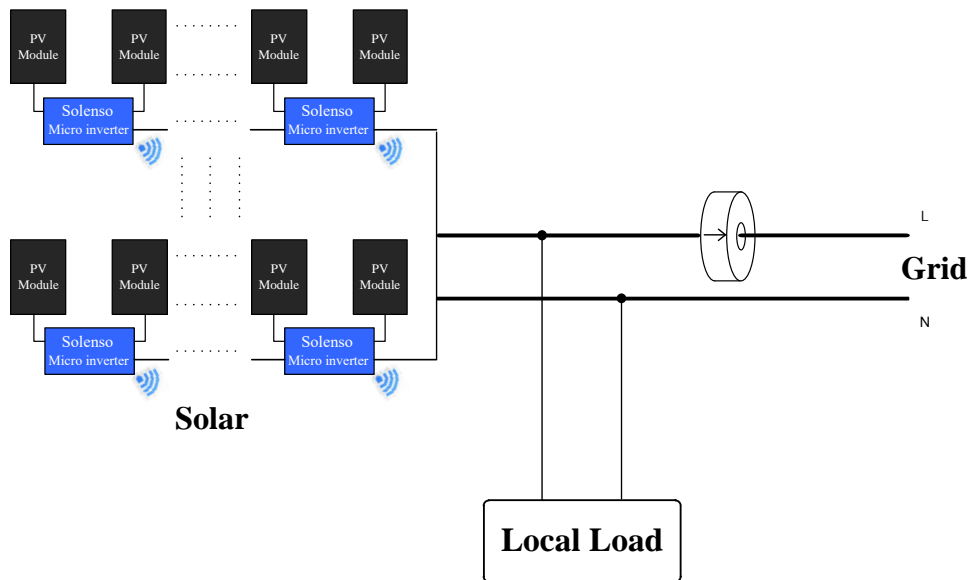 PV
Module
PV
Module
PV
Module
PV
Module
Solenso
Micro inverter
Solenso
Micro inverter
L
PV
Module
PV
Module
PV
Module
PV
Module
Grid
N
Solenso
Micro inverter
Solenso
Micro inverter
Solar
Local Load